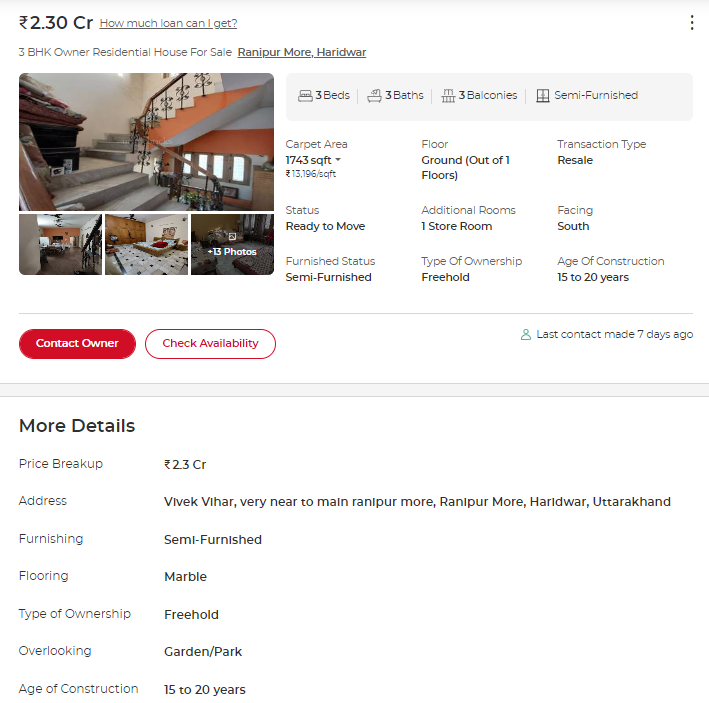 ₹2.30 Cr How much loan can I get?
3 BHK Owner Residential House For Sale Ranipur More, Haridwar
3 Beds 3 Baths 3 Balconies Semi-Furnished
Carpet Area
1743 sqft
₹13,196/sqft
Floor
Ground (Out of 1
Floors)
Transaction Type
Resale
Status
Ready to Move
Additional Rooms
1 Store Room
Facing
South
Furnished Status
Semi-Furnished
Type Of Ownership
Freehold
Age Of Construction
15 to 20 years
+13 Photos
Contact Owner
Check Availability
Last contact made 7 days ago
More Details
Price Breakup ₹2.3 Cr
Address Vivek Vihar, very near to main ranipur more, Ranipur More, Haridwar, Uttarakhand
Furnishing Semi-Furnished
Flooring Marble
Type of Ownership Freehold
Overlooking Garden/Park
Age of Construction 15 to 20 years